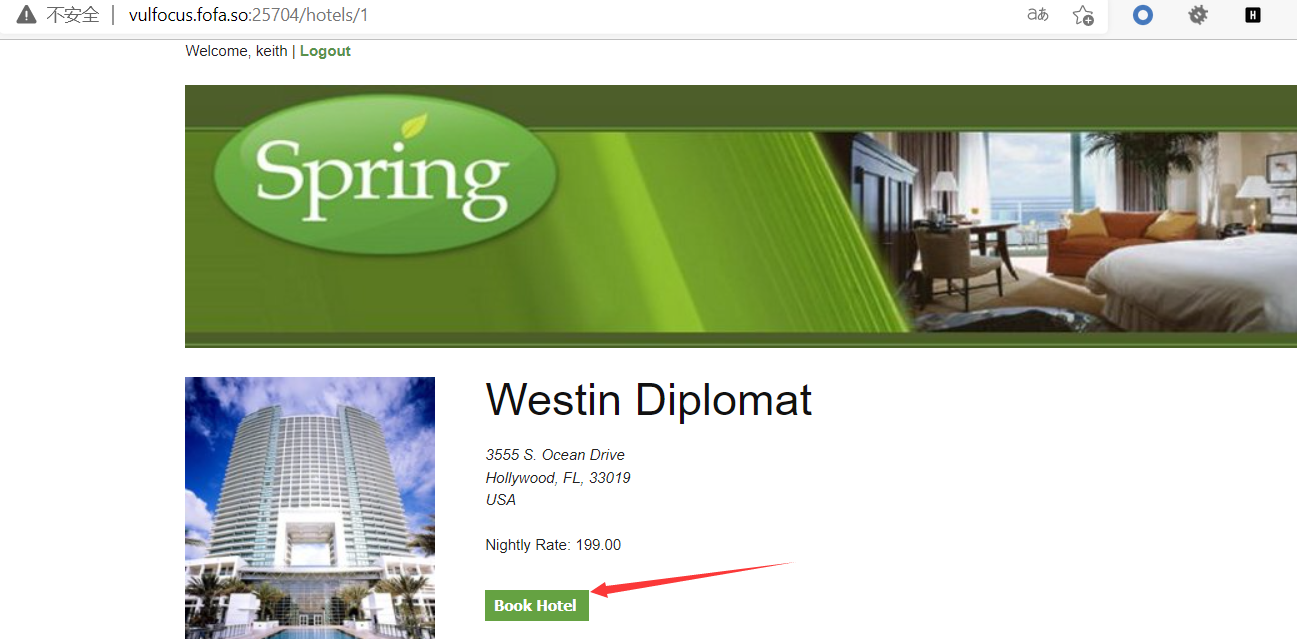 不安全 | vulfocus.fofa.so:25704/hotels/1 aあ H
Welcome, keith | Logout
Spring
Westin Diplomat
3555 S. Ocean Drive
Hollywood, FL, 33019
USA
Nightly Rate: 199.00
Book Hotel